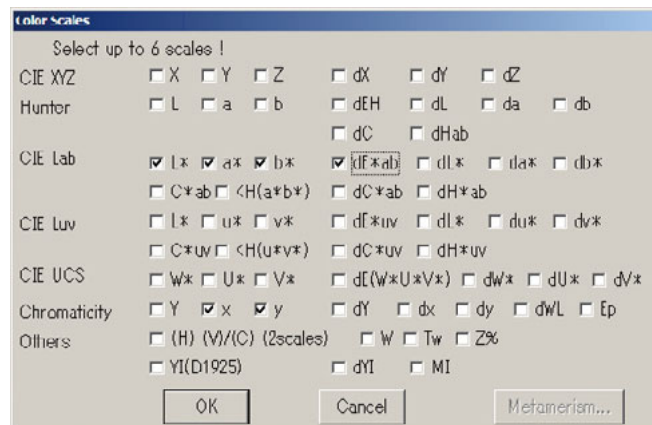 Color Scales
Select up to 6 scales !
CIE XYZ X Y Z dX dY dZ
Hunter L a b dEH dL da db
dC dHab
CIE Lab L* a* b* dE*ab dL* da* db*
C*ab <H(a*b*) dC*ab dH*ab
CIE Luv L* u* v* dE*uv dL* du* dv*
C*uv <H(u*v*) dC*uv dH*uv
CIE UCS W* U* V* dE(W*U*V*) dW* dU* dV*
Chromaticity Y x y dY dx dy dWL Ep
Others (H) (V)/(C) (2scales) W Tw Z%
YI(D1925) dYI MI
OK Cancel Metamerism...